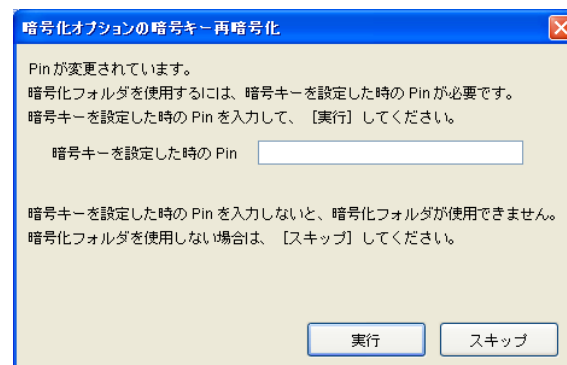 暗号化オプションの暗号キー再暗号化
Pinが変更されています。
暗号化フォルダを使用するには、暗号キーを設定した時の Pin が必要です。
暗号キーを設定した時の Pin を入力して、［実行］してください。
暗号キーを設定した時の Pin
暗号キーを設定した時の Pin を入力しないと、暗号化フォルダが使用できません。
暗号化フォルダを使用しない場合は、［スキップ］してください。
実行
スキップ